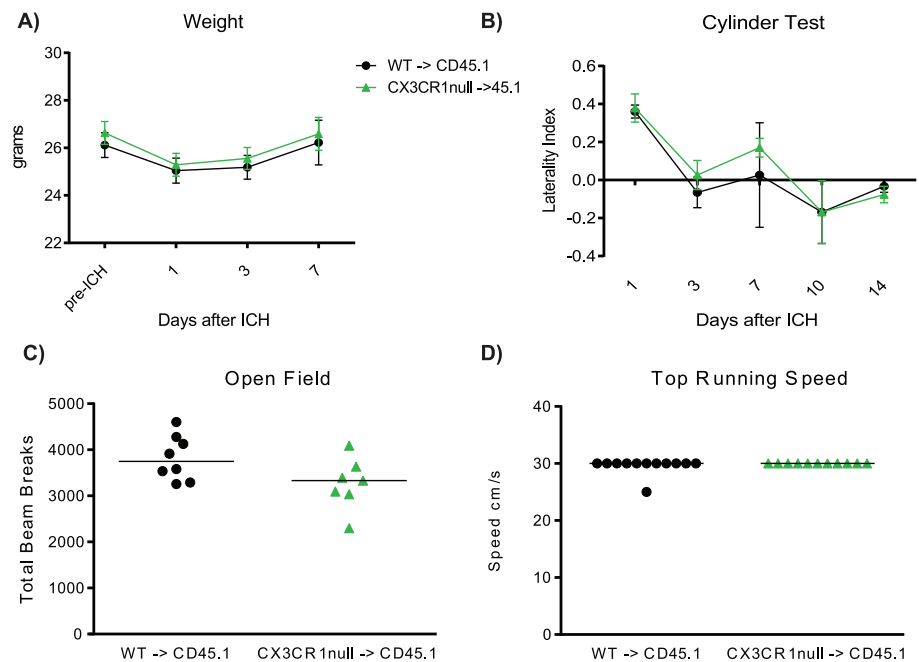 A)
Weight
30
28
26
24
22
grams
pre-ICH
1
3
7
Days after ICH
WT -> CD45.1
CX3CR1null ->45.1
B)
Cylinder Test
0.6
0.4
0.2
0.0
-0.2
-0.4
Laterality Index
1
3
7
10
14
Days after ICH
C)
Open Field
5000
4000
3000
2000
1000
0
Total Beam Breaks
WT -> CD45.1
CX3CR1null -> CD45.1
D)
Top Running Speed
40
30
20
10
0
Speed cm/s
WT -> CD45.1
CX3CR1null -> CD45.1